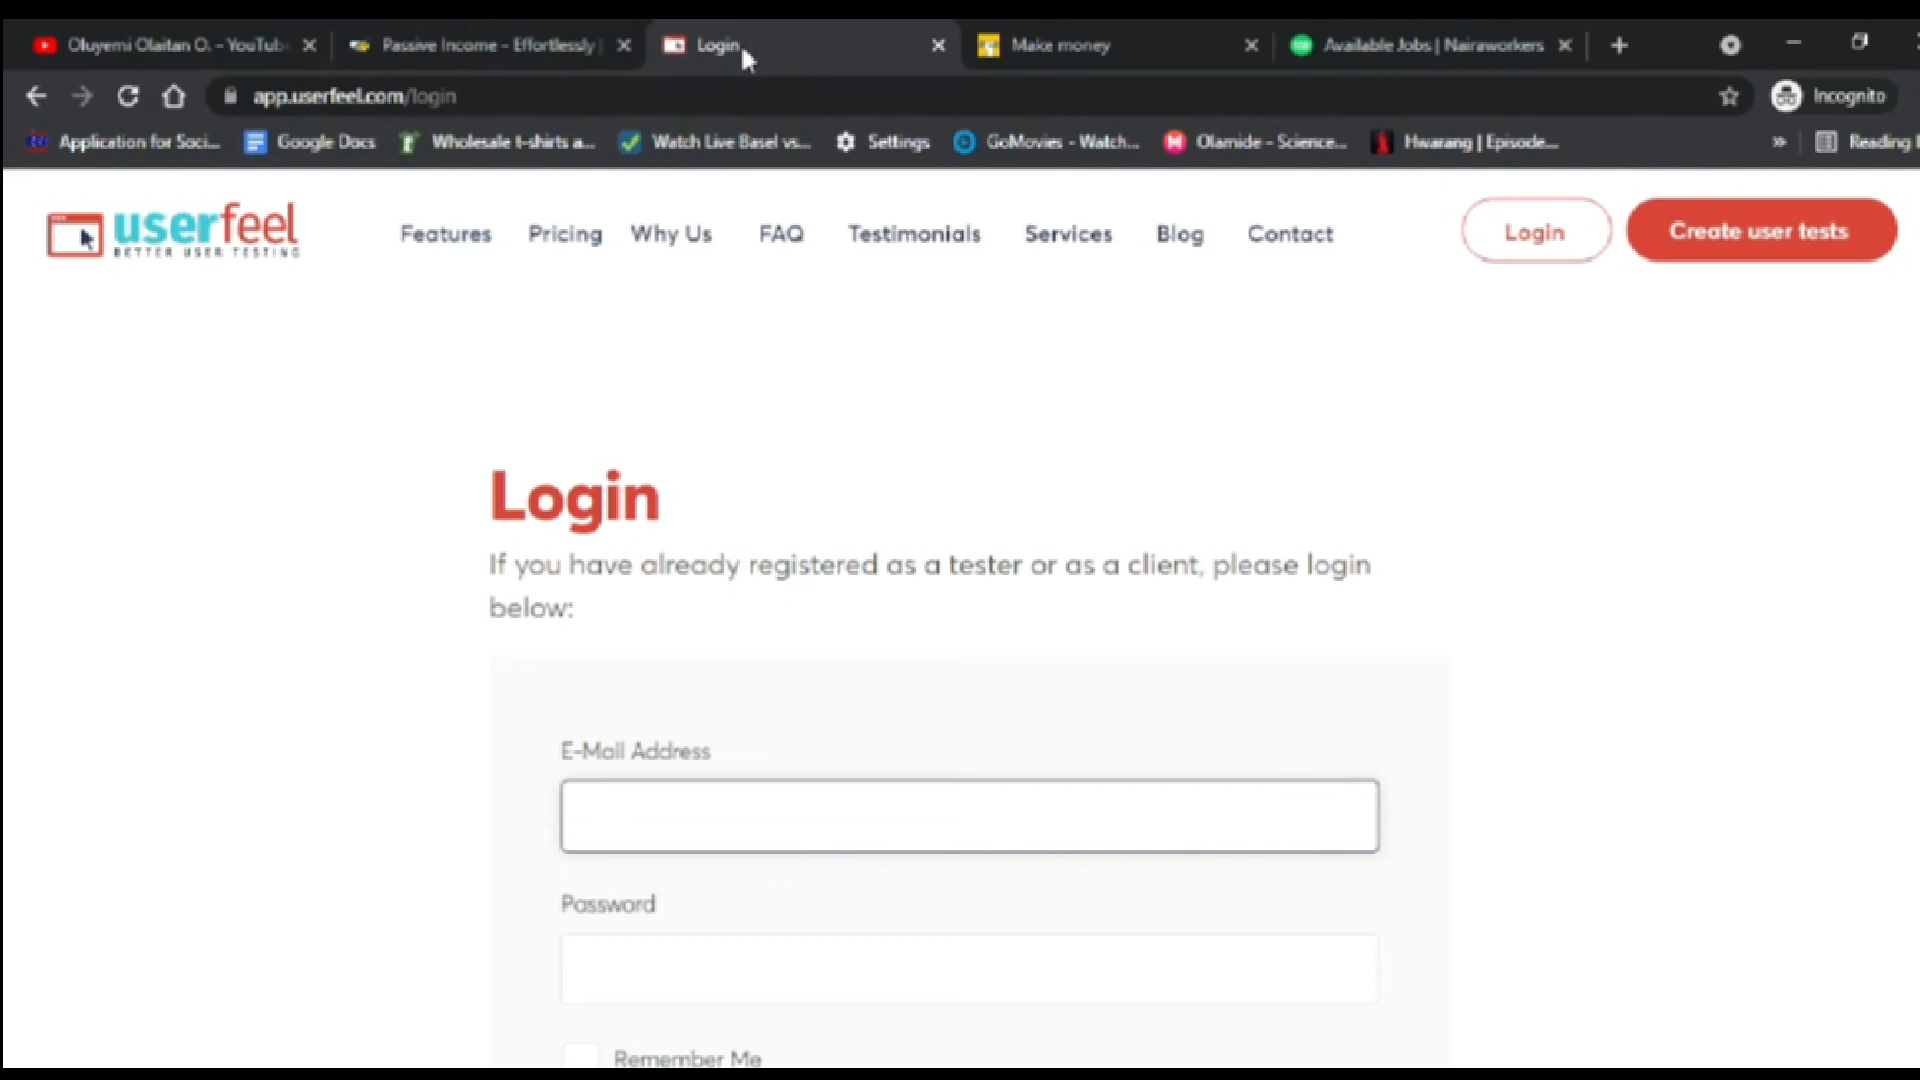 Oluyemi Olaitan O. - YouTub
Passive Income - Effortlessly
Login
Make money
Available Jobs | Nairaworkers
app.userfeel.com/login
Incognito
Application for Soci...
Google Docs
Wholesale t-shirts a...
Watch Live Basel vs...
Settings
GoMovies - Watch...
Olamide - Science...
Hwarang | Episode...
»
Reading
userfeel
BETTER USER TESTING
Features
Pricing
Why Us
FAQ
Testimonials
Services
Blog
Contact
Login
Create user tests
Login
If you have already registered as a tester or as a client, please login
below:
E-Mail Address
Password
Remember Me